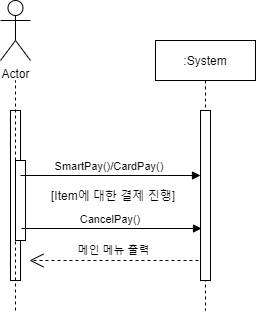 Actor
:System
SmartPay()/CardPay()
[Item에 대한 결제 진행]
CancelPay()
메인 메뉴 출력